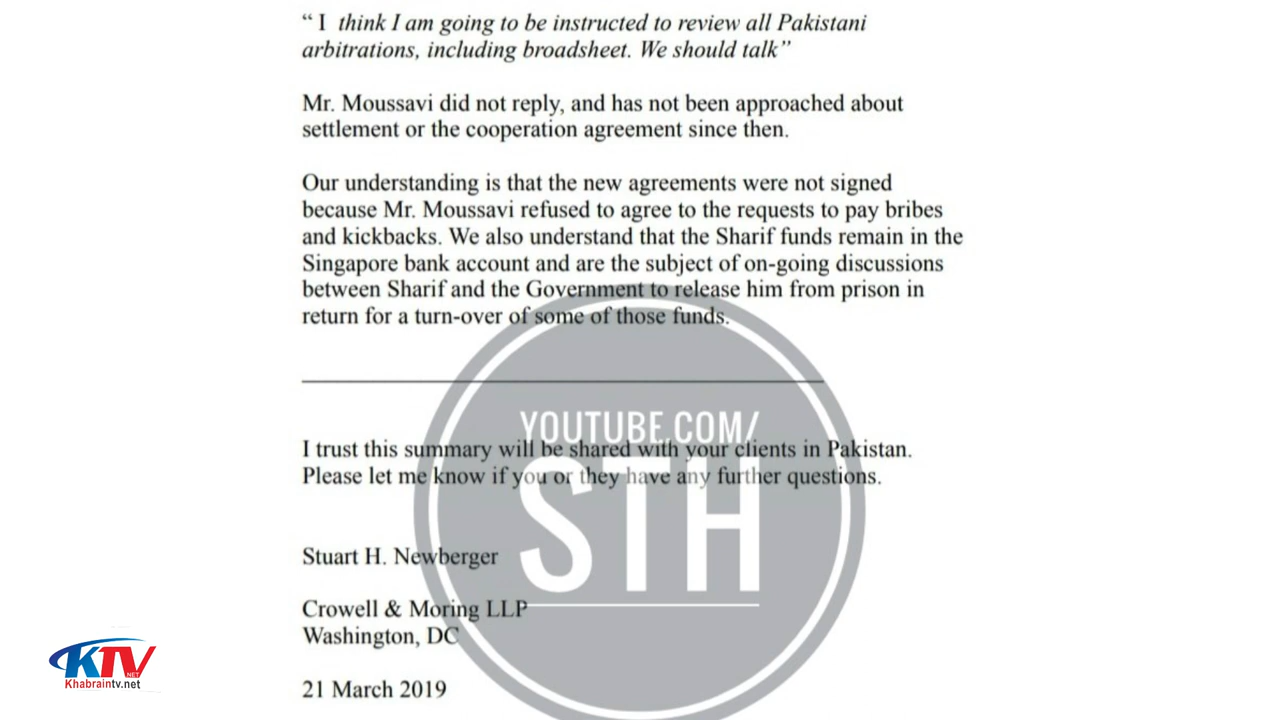 “ I think I am going to be instructed to review all Pakistani
arbitrations, including broadsheet. We should talk”
Mr. Moussavi did not reply, and has not been approached about
settlement or the cooperation agreement since then.
Our understanding is that the new agreements were not signed
because Mr. Moussavi refused to agree to the requests to pay bribes
and kickbacks. We also understand that the Sharif funds remain in the
Singapore bank account and are the subject of on-going discussions
between Sharif and the Government to release him from prison in
return for a turn-over of some of those funds.
YOUTUBE.COM/
STH
I trust this summary will be shared with your clients in Pakistan.
Please let me know if you or they have any further questions.
Stuart H. Newberger
Crowell & Moring LLP
Washington, DC
21 March 2019
KTV
.NET
Khabraintv.net